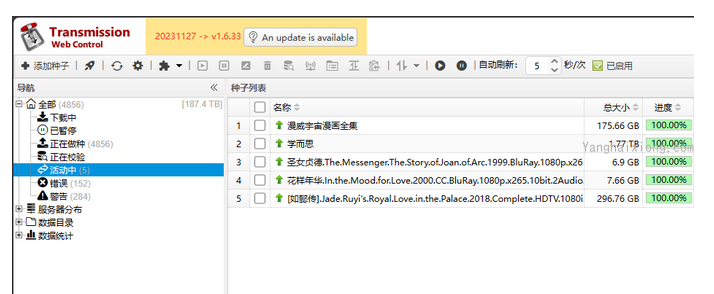 Transmission
Web Control
20231127 -> v1.6.33 An update is available
添加种子 自动刷新: 5 秒/次 已启用
导航
全部 (4856) [187.4 TB]
下载中
已暂停
正在做种 (4856)
正在校验
活动中 (5)
错误 (152)
警告 (284)
服务器分布
数据目录
数据统计
种子列表
名称 总大小 进度
1 漫威宇宙漫画全集 175.66 GB 100.00%
2 学而思 1.77 TB 100.00%
3 圣女贞德.The.Messenger.The.Story.of.Joan.of.Arc.1999.BluRay.1080p.x26 6.9 GB 100.00%
4 花样年华.In.the.Mood.for.Love.2000.CC.BluRay.1080p.x265.10bit.2Audio. 7.66 GB 100.00%
5 [如懿传].Jade.Ruyi's.Royal.Love.in.the.Palace.2018.Complete.HDTV.1080i 296.76 GB 100.00%
Yanghaixiong.com